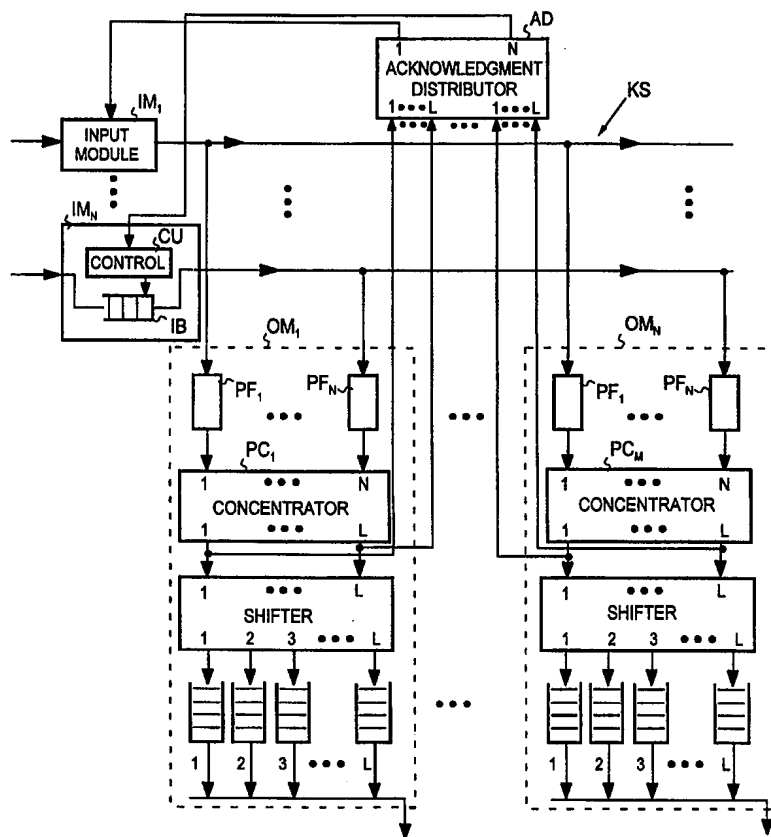 AD
1 N
ACKNOWLEDGMENT
DISTRIBUTOR
1 L 1 L
KS
IM1
INPUT
MODULE
IMN
CU
CONTROL
IB
OM1
OMN
PF1 PFN PF1 PFN
PC1 PCM
1 N 1 N
CONCENTRATOR CONCENTRATOR
1 L 1 L
1 L 1 L
SHIFTER SHIFTER
1 2 3 L 1 2 3 L
1 2 3 L 1 2 3 L